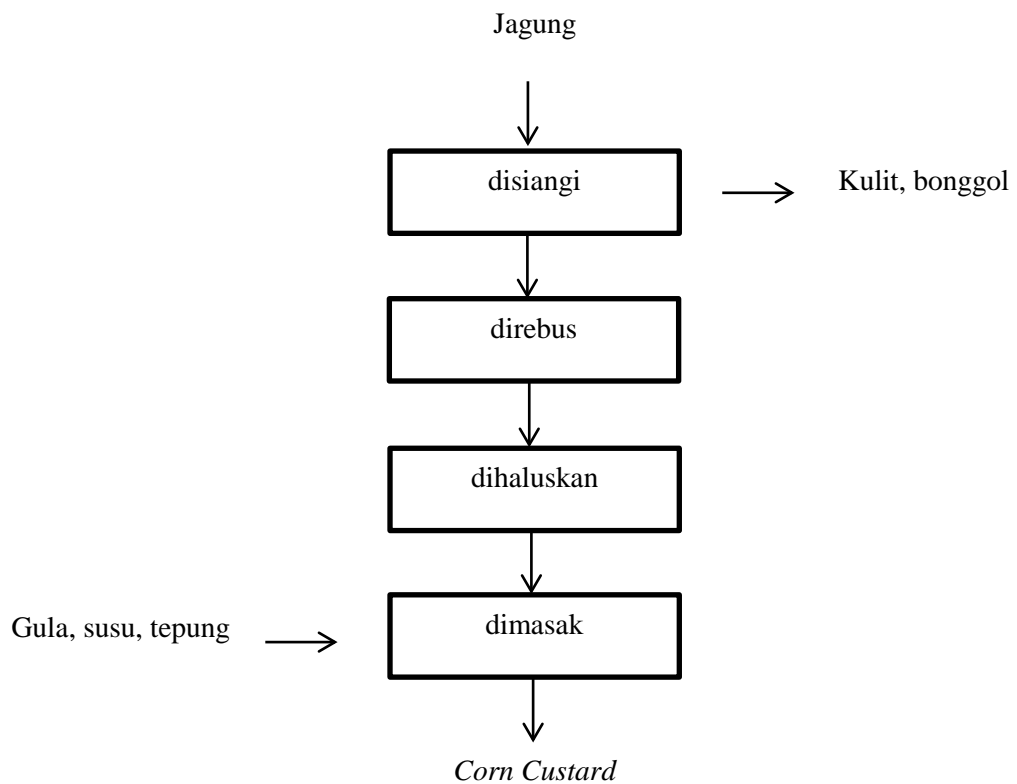 Jagung
disiangi
Kulit, bonggol
direbus
dihaluskan
Gula, susu, tepung
dimasak
Corn Custard